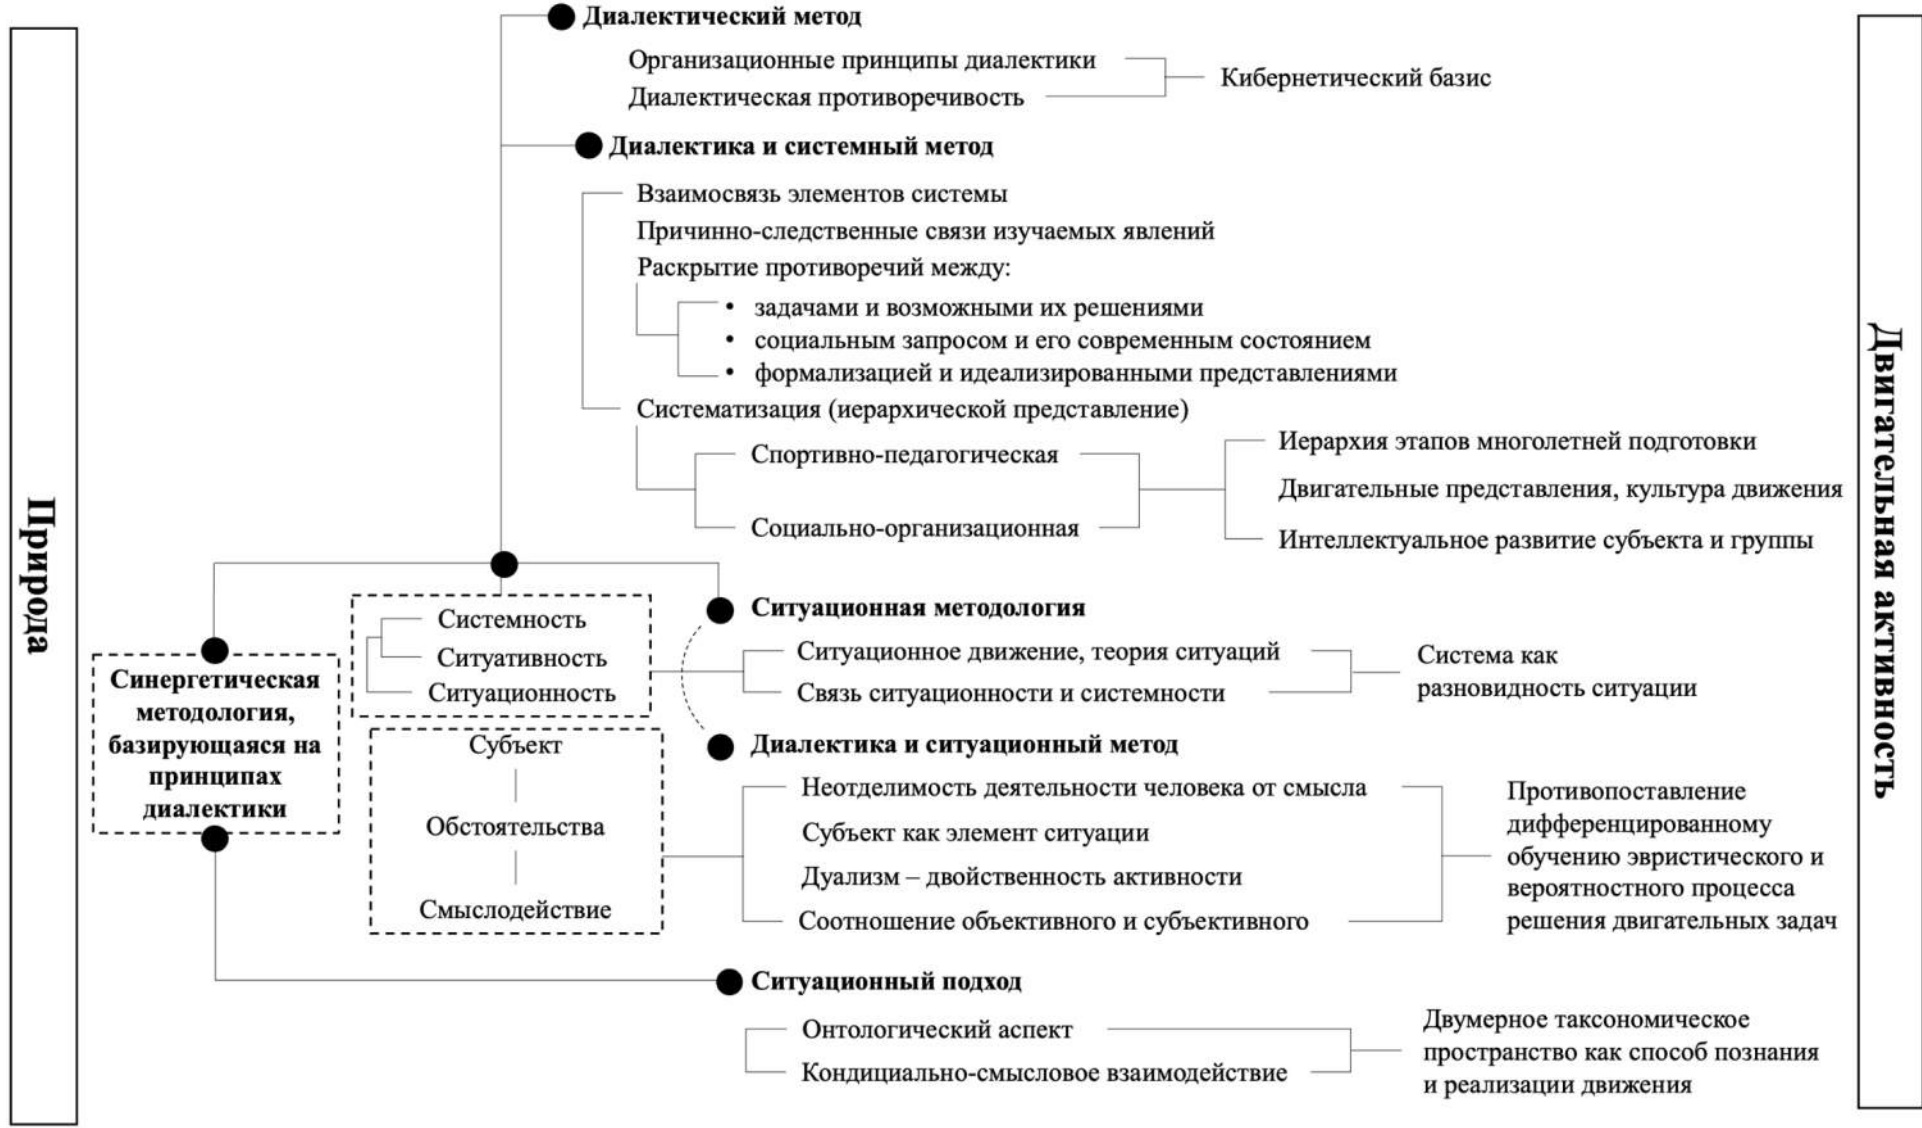 Природа
Диалектический метод
Организационные принципы диалектики
Диалектическая противоречивость
Кибернетический базис
Диалектика и системный метод
Взаимосвязь элементов системы
Причинно-следственные связи изучаемых явлений
Раскрытие противоречий между:
• задачами и возможными их решениями
• социальным запросом и его современным состоянием
• формализацией и идеализированными представлениями
Систематизация (иерархической представление)
Спортивно-педагогическая
Социально-организационная
Иерархия этапов многолетней подготовки
Двигательные представления, культура движения
Интеллектуальное развитие субъекта и группы
Синергетическая
методология,
базирующаяся на
принципах
диалектики
Системность
Ситуативность
Ситуационность
Субъект
Обстоятельства
Смыслодействие
Ситуационная методология
Ситуационное движение, теория ситуаций
Связь ситуационности и системности
Система как
разновидность ситуации
Диалектика и ситуационный метод
Неотделимость деятельности человека от смысла
Субъект как элемент ситуации
Дуализм – двойственность активности
Соотношение объективного и субъективного
Противопоставление
дифференцированному
обучению эвристического и
вероятностного процесса
решения двигательных задач
Ситуационный подход
Онтологический аспект
Кондициально-смысловое взаимодействие
Двумерное таксономическое
пространство как способ познания
и реализации движения
Двигательная активность